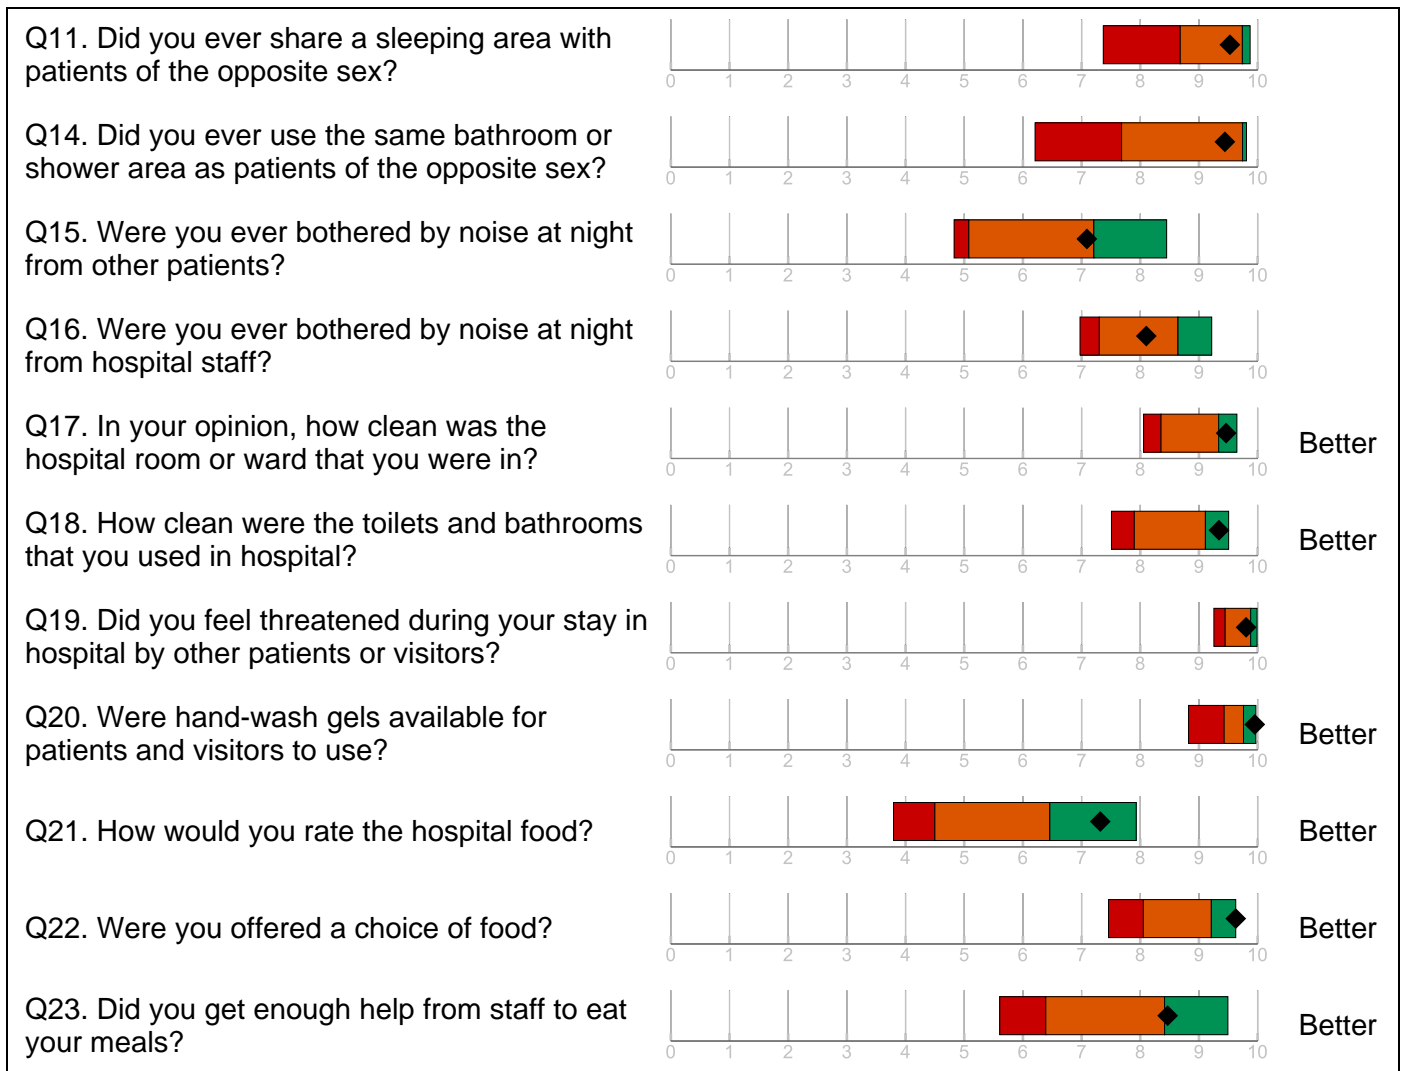 Q11. Did you ever share a sleeping area with
patients of the opposite sex?
0 1 2 3 4 5 6 7 8 9 10
Q14. Did you ever use the same bathroom or
shower area as patients of the opposite sex?
0 1 2 3 4 5 6 7 8 9 10
Q15. Were you ever bothered by noise at night
from other patients?
0 1 2 3 4 5 6 7 8 9 10
Q16. Were you ever bothered by noise at night
from hospital staff?
0 1 2 3 4 5 6 7 8 9 10
Q17. In your opinion, how clean was the
hospital room or ward that you were in?
Better
0 1 2 3 4 5 6 7 8 9 10
Q18. How clean were the toilets and bathrooms
that you used in hospital?
Better
0 1 2 3 4 5 6 7 8 9 10
Q19. Did you feel threatened during your stay in
hospital by other patients or visitors?
0 1 2 3 4 5 6 7 8 9 10
Q20. Were hand-wash gels available for
patients and visitors to use?
Better
0 1 2 3 4 5 6 7 8 9 10
Q21. How would you rate the hospital food?
Better
0 1 2 3 4 5 6 7 8 9 10
Q22. Were you offered a choice of food?
Better
0 1 2 3 4 5 6 7 8 9 10
Q23. Did you get enough help from staff to eat
your meals?
Better
0 1 2 3 4 5 6 7 8 9 10